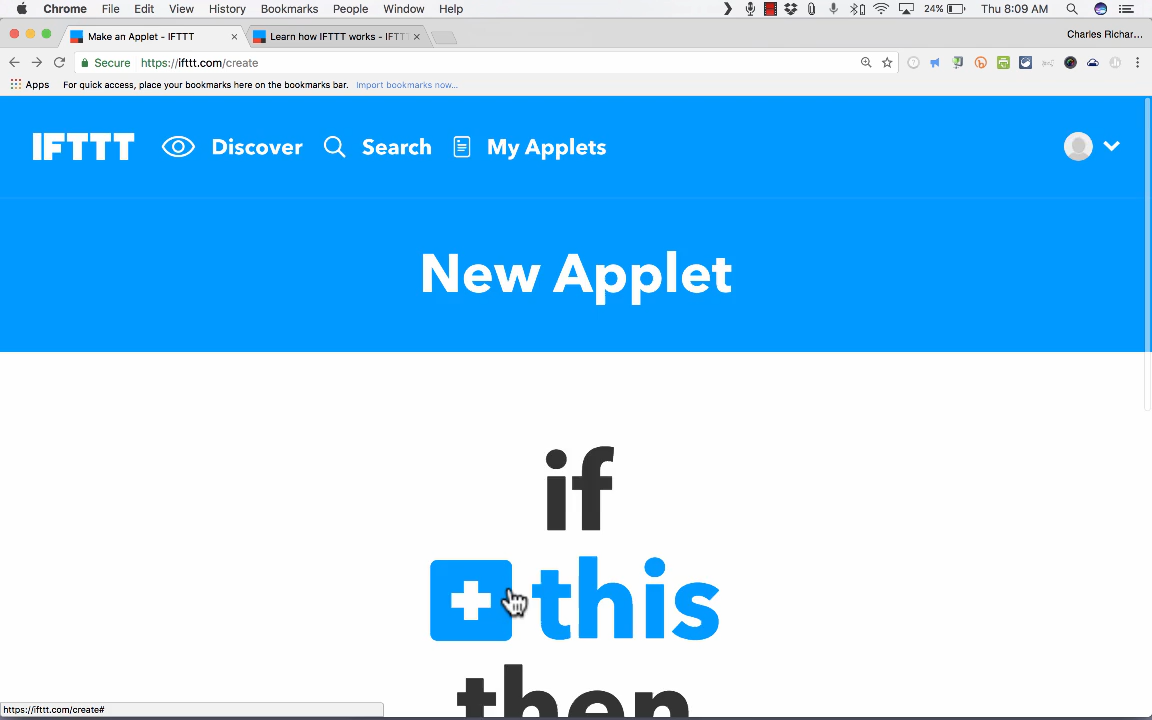 Chrome File Edit View History Bookmarks People Window Help 24% Thu 8:09 AM
Make an Applet - IFTTT Learn how IFTTT works - IFTT Charles Richar...
Secure https://ifttt.com/create
Apps For quick access, place your bookmarks here on the bookmarks bar. Import bookmarks now...
IFTTT Discover Search My Applets
New Applet
if
this
then
https://ifttt.com/create#